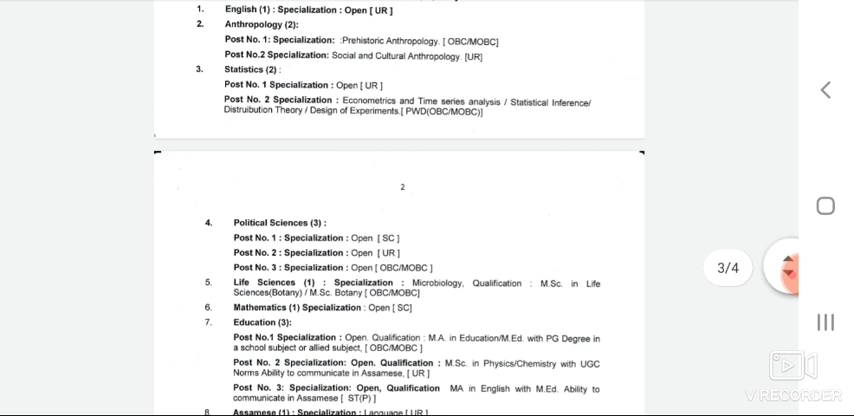 1. English (1) : Specialization : Open [ UR ]
2. Anthropology (2):
Post No. 1: Specialization: :Prehistoric Anthropology. [ OBC/MOBC]
Post No.2 Specialization: Social and Cultural Anthropology. [UR]
3. Statistics (2) :
Post No. 1 Specialization : Open [ UR ]
Post No. 2 Specialization : Econometrics and Time series analysis / Statistical Inference/
Distruibution Theory / Design of Experiments.[ PWD(OBC/MOBC)]
2
4. Political Sciences (3) :
Post No. 1 : Specialization : Open [ SC ]
Post No. 2 : Specialization : Open [ UR ]
Post No. 3 : Specialization : Open [ OBC/MOBC ]
3/4
5. Life Sciences (1) : Specialization : Microbiology, Qualification : M.Sc. in Life
Sciences(Botany) / M.Sc. Botany [ OBC/MOBC]
6. Mathematics (1) Specialization : Open [ SC]
7. Education (3):
Post No.1 Specialization : Open. Qualification : M.A. in Education/M.Ed. with PG Degree in
a school subject or allied subject, [ OBC/MOBC ]
Post No. 2 Specialization: Open. Qualification : M.Sc. in Physics/Chemistry with UGC
Norms Ability to communicate in Assamese, [ UR ]
Post No. 3: Specialization: Open, Qualification MA in English with M.Ed. Ability to
communicate in Assamese [ ST(P) ]
8. Assamese (1) : Specialization : Language [ UR ]
V RECORDER